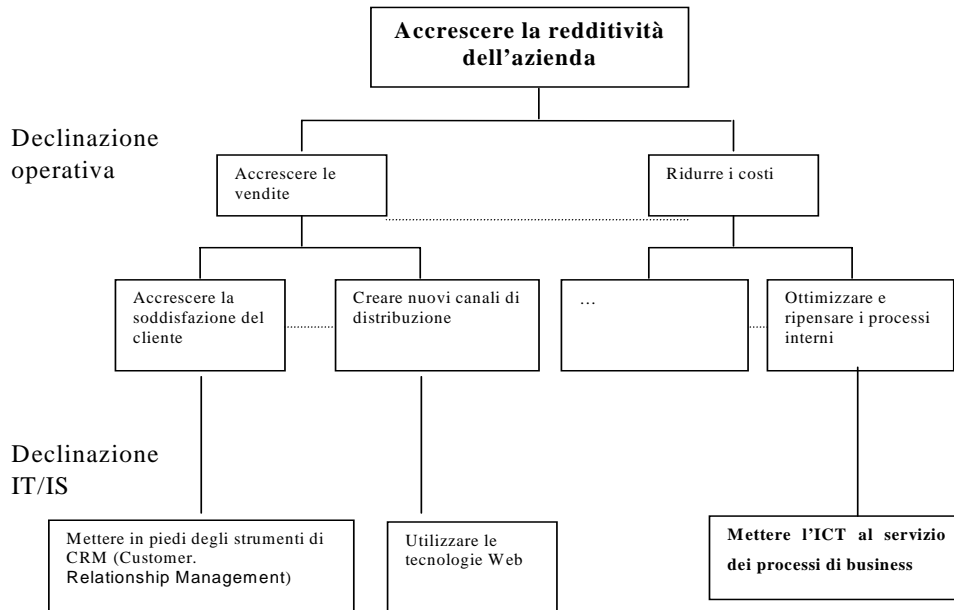 Accrescere la redditività
dell'azienda
Declinazione
operativa
Accrescere le
vendite
Ridurre i costi
Accrescere la
soddisfazione del
cliente
Creare nuovi canali di
distribuzione
…
Ottimizzare e
ripensare i processi
interni
Declinazione
IT/IS
Mettere in piedi degli strumenti di
CRM (Customer.
Relationship Management)
Utilizzare le
tecnologie Web
Mettere l'ICT al servizio
dei processi di business